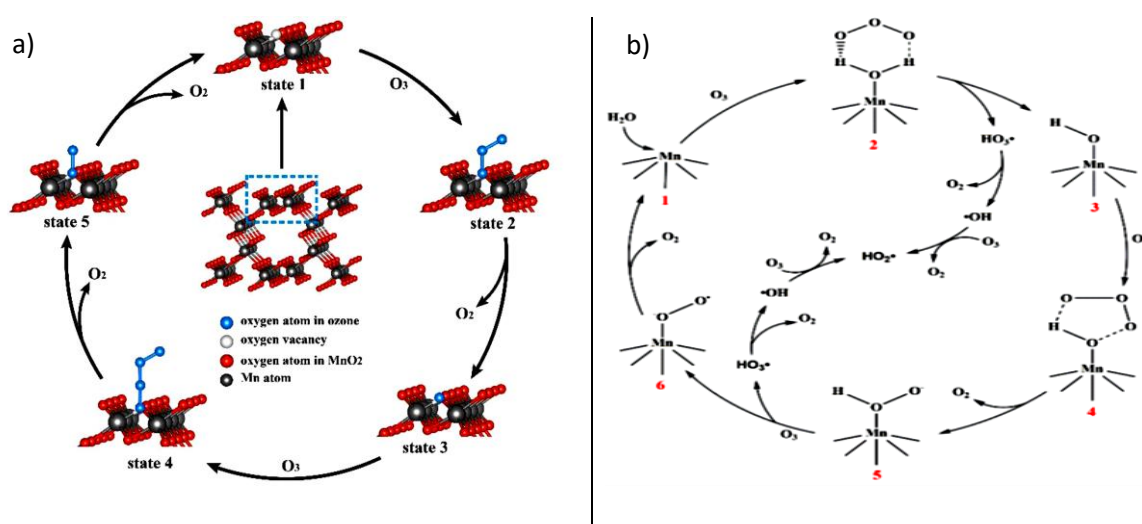 a)
state 1
O₂
O₃
state 5
state 2
O₂
O₂
oxygen atom in ozone
oxygen vacancy
oxygen atom in MnO2
Mn atom
state 4
state 3
O₃
b)
O O O
H H
O
Mn
2
O₃
H₂O
Mn
1
HO₃•
O₂
H
O
Mn
3
•OH
O₃
O₂
HO₂•
O₂
O₃
•OH
O₂
HO₃•
O
O₂
O⁻
O
Mn
6
O O
O
H
O
Mn
4
O₂
H O⁻
O
Mn
5
O₃